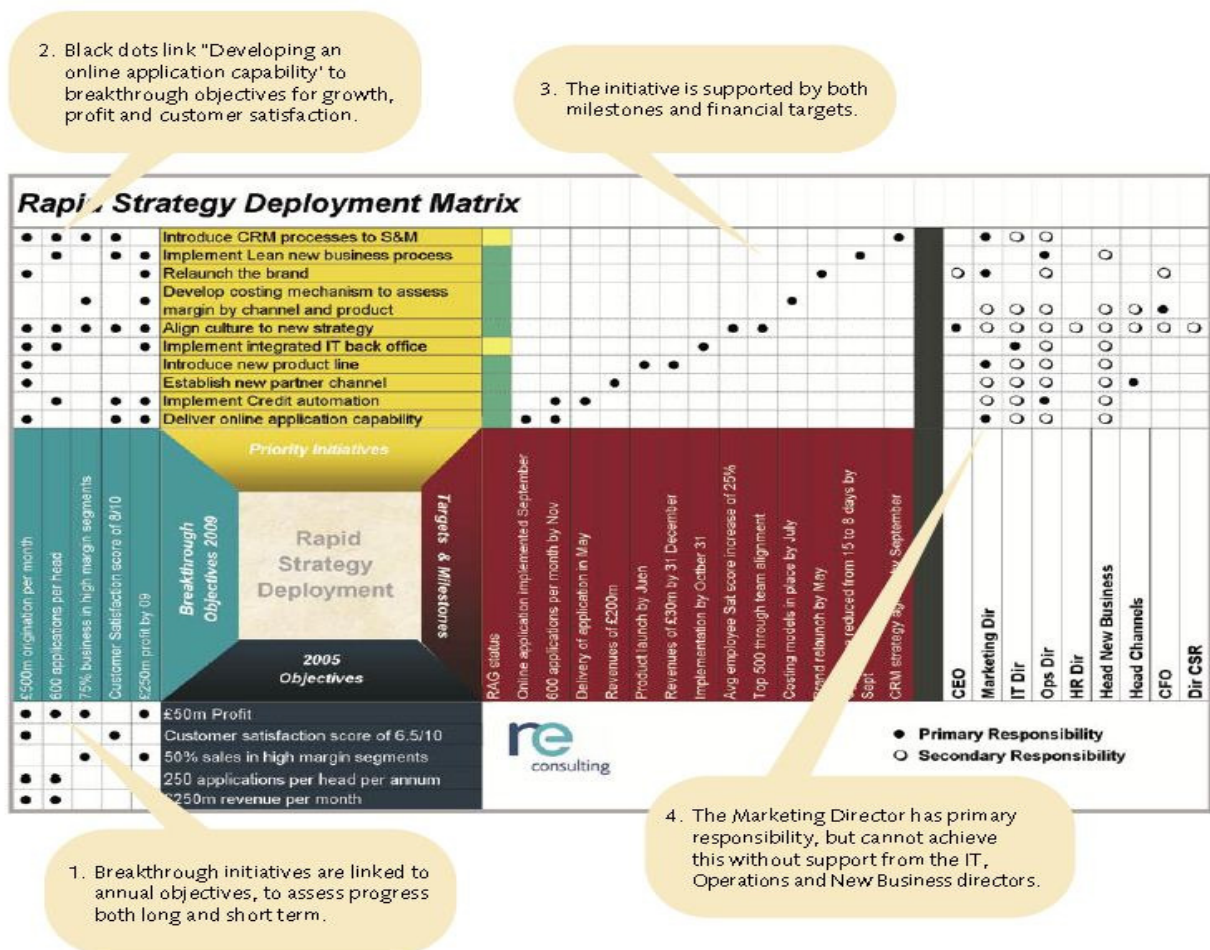 2. Black dots link "Developing an
online application capability' to
breakthrough objectives for growth,
profit and customer satisfaction.
3. The initiative is supported by both
milestones and financial targets.
Rapid Strategy Deployment Matrix
Introduce CRM processes to S&M
Implement Lean new business process
Relaunch the brand
Develop costing mechanism to assess
margin by channel and product
Align culture to new strategy
Implement integrated IT back office
Introduce new product line
Establish new partner channel
Implement Credit automation
Deliver online application capability
Priority Initiatives
£500m origination per month
600 applications per head
75% business in high margin segments
Customer Satisfaction score of 8/10
£250m profit by 09
Breakthrough
Objectives 2009
Rapid
Strategy
Deployment
Targets & Milestones
2005
Objectives
RAG status
Online application implemented September
600 applications per month by Nov
Delivery of application in May
Revenues of £200m
Product launch by Juen
Revenues of £30m by 31 December
Implementation by Octber 31
Avg employee Sat score increase of 25%
Top 500 through team alignment
Costing models in place by July
Brand relaunch by May
reduced from 15 to 8 days by
Sept
CRM strategy by September
CEO
Marketing Dir
IT Dir
Ops Dir
HR Dir
Head New Business
Head Channels
CFO
Dir CSR
£50m Profit
Customer satisfaction score of 6.5/10
50% sales in high margin segments
250 applications per head per annum
£250m revenue per month
re
consulting
Primary Responsibility
Secondary Responsibility
4. The Marketing Director has primary
responsibility, but cannot achieve
this without support from the IT,
Operations and New Business directors.
1. Breakthrough initiatives are linked to
annual objectives, to assess progress
both long and short term.